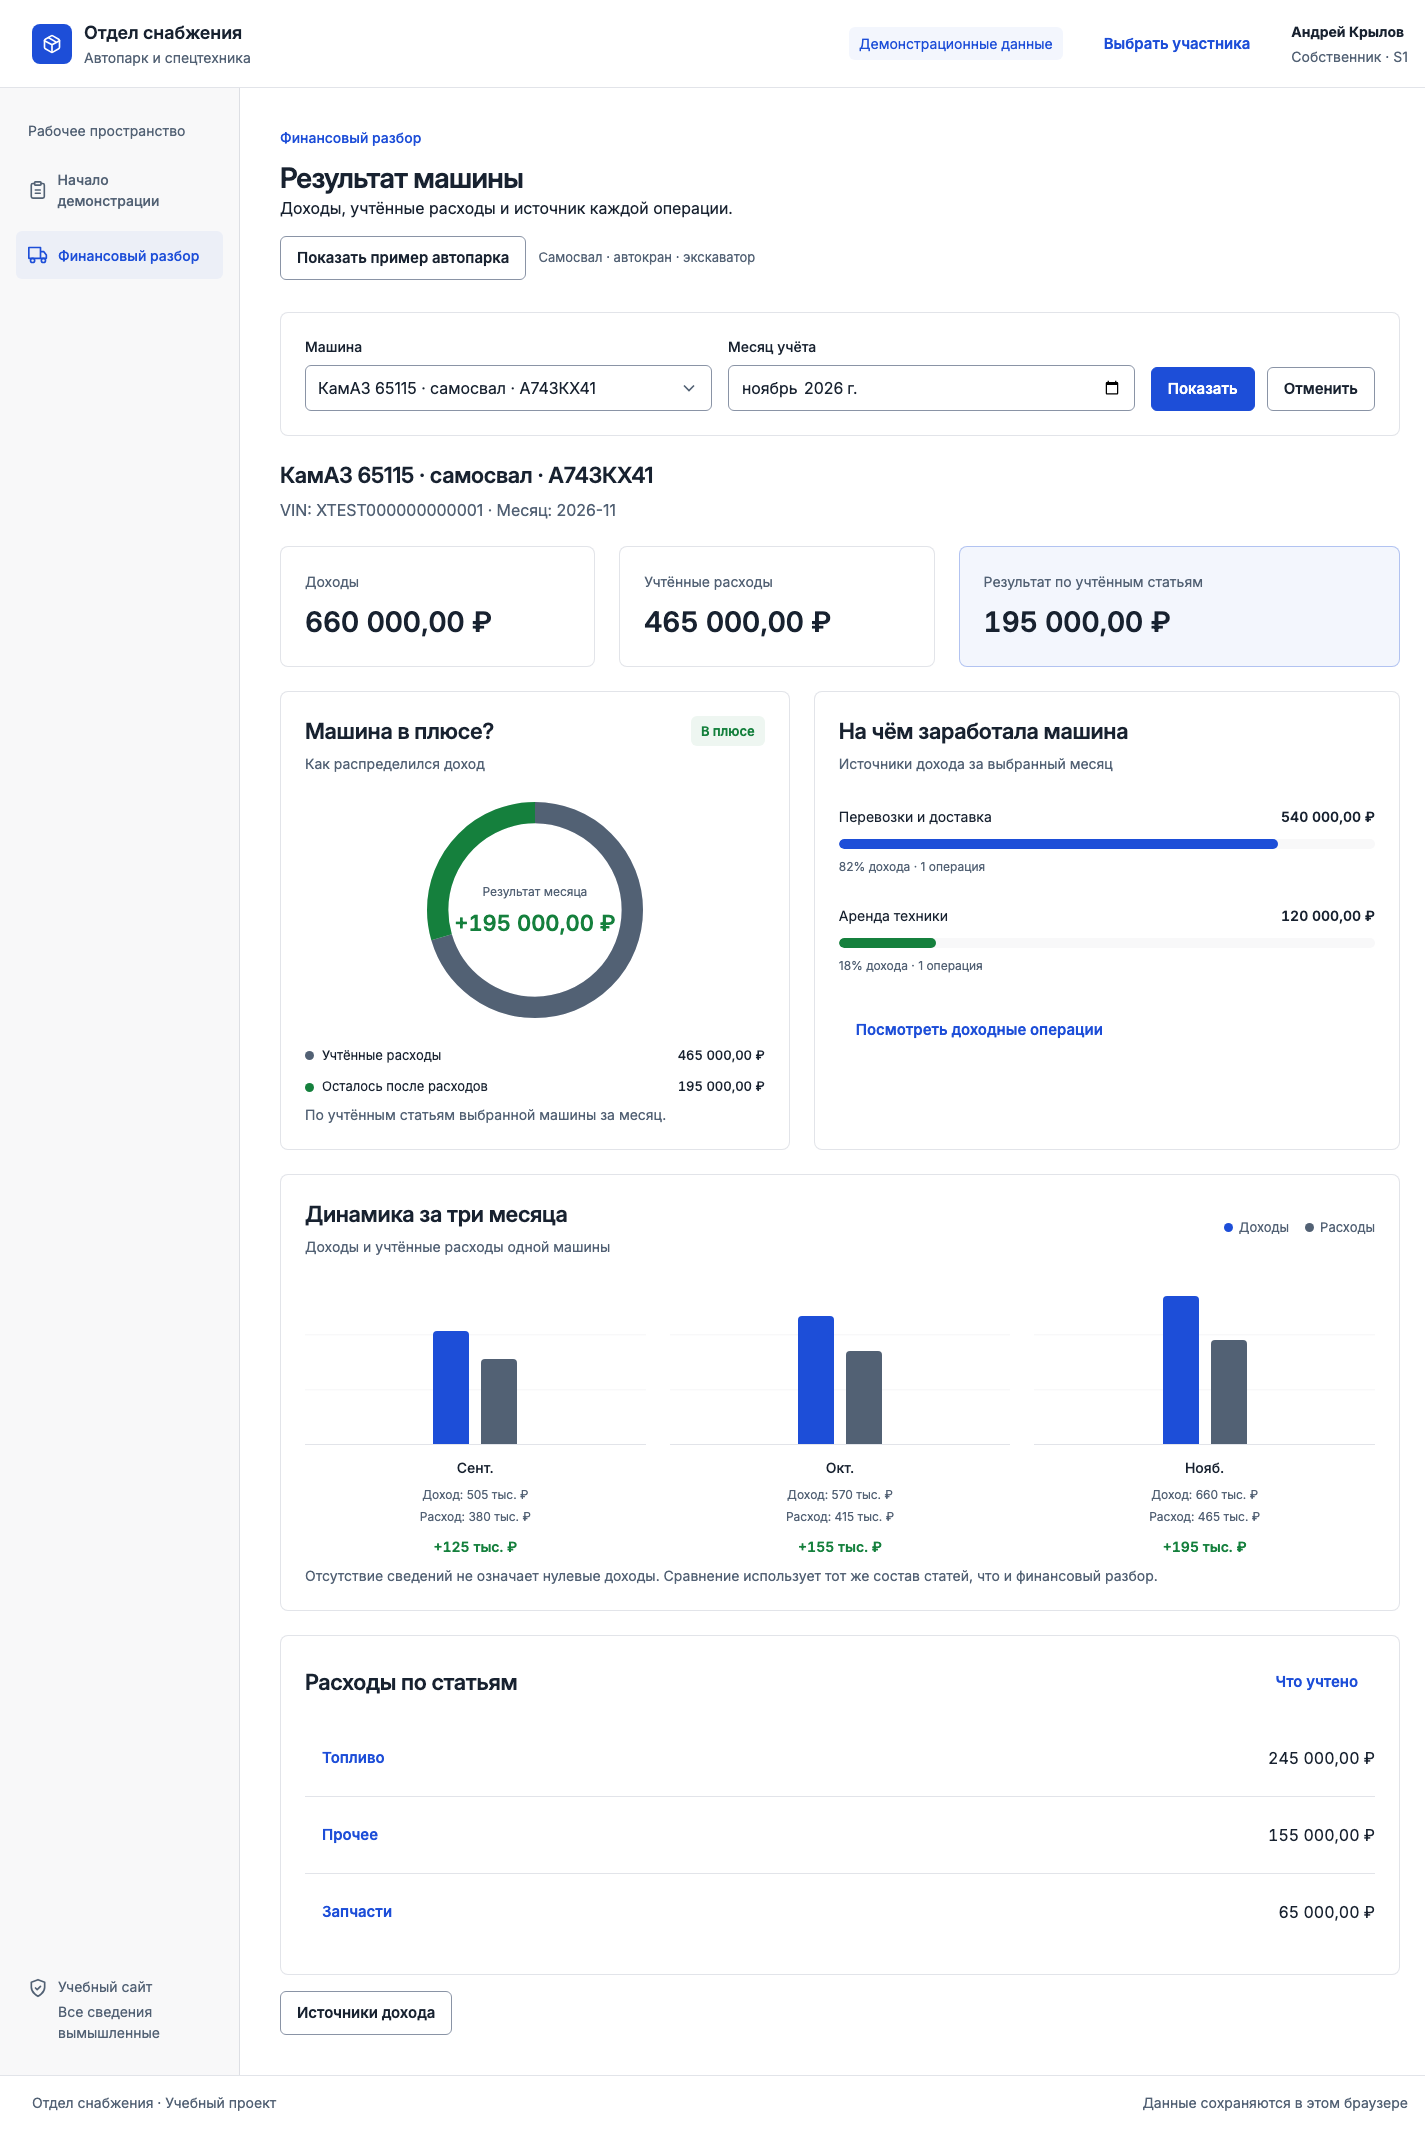 Отдел снабжения
Автопарк и спецтехника
Демонстрационные данные
Выбрать участника
Андрей Крылов
Собственник · S1
Рабочее пространство
Начало
демонстрации
Финансовый разбор
Финансовый разбор
Результат машины
Доходы, учтённые расходы и источник каждой операции.
Показать пример автопарка
Самосвал · автокран · экскаватор
Машина
Месяц учёта
КамАЗ 65115 · самосвал · А743КХ41
ноябрь 2026 г.
Показать
Отменить
КамАЗ 65115 · самосвал · А743КХ41
VIN: XTEST000000000001 · Месяц: 2026-11
Доходы
660 000,00 ₽
Учтённые расходы
465 000,00 ₽
Результат по учтённым статьям
195 000,00 ₽
Машина в плюсе?
В плюсе
Как распределился доход
Результат месяца
+195 000,00 ₽
Учтённые расходы 465 000,00 ₽
Осталось после расходов 195 000,00 ₽
По учтённым статьям выбранной машины за месяц.
На чём заработала машина
Источники дохода за выбранный месяц
Перевозки и доставка 540 000,00 ₽
82% дохода · 1 операция
Аренда техники 120 000,00 ₽
18% дохода · 1 операция
Посмотреть доходные операции
Динамика за три месяца
Доходы и учтённые расходы одной машины
Доходы Расходы
Сент.
Доход: 505 тыс. ₽
Расход: 380 тыс. ₽
+125 тыс. ₽
Окт.
Доход: 570 тыс. ₽
Расход: 415 тыс. ₽
+155 тыс. ₽
Нояб.
Доход: 660 тыс. ₽
Расход: 465 тыс. ₽
+195 тыс. ₽
Отсутствие сведений не означает нулевые доходы. Сравнение использует тот же состав статей, что и финансовый разбор.
Расходы по статьям
Что учтено
Топливо 245 000,00 ₽
Прочее 155 000,00 ₽
Запчасти 65 000,00 ₽
Источники дохода
Учебный сайт
Все сведения
вымышленные
Отдел снабжения · Учебный проект
Данные сохраняются в этом браузере